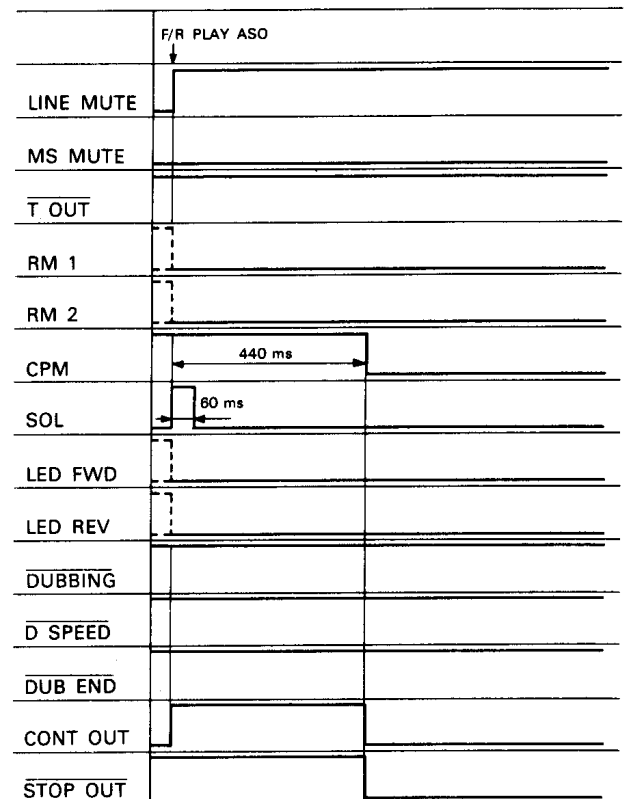 F/R PLAY ASO
LINE MUTE
MS MUTE
T OUT
RM 1
RM 2
CPM
440 ms
SOL
60 ms
LED FWD
LED REV
DUBBING
D SPEED
DUB END
CONT OUT
STOP OUT